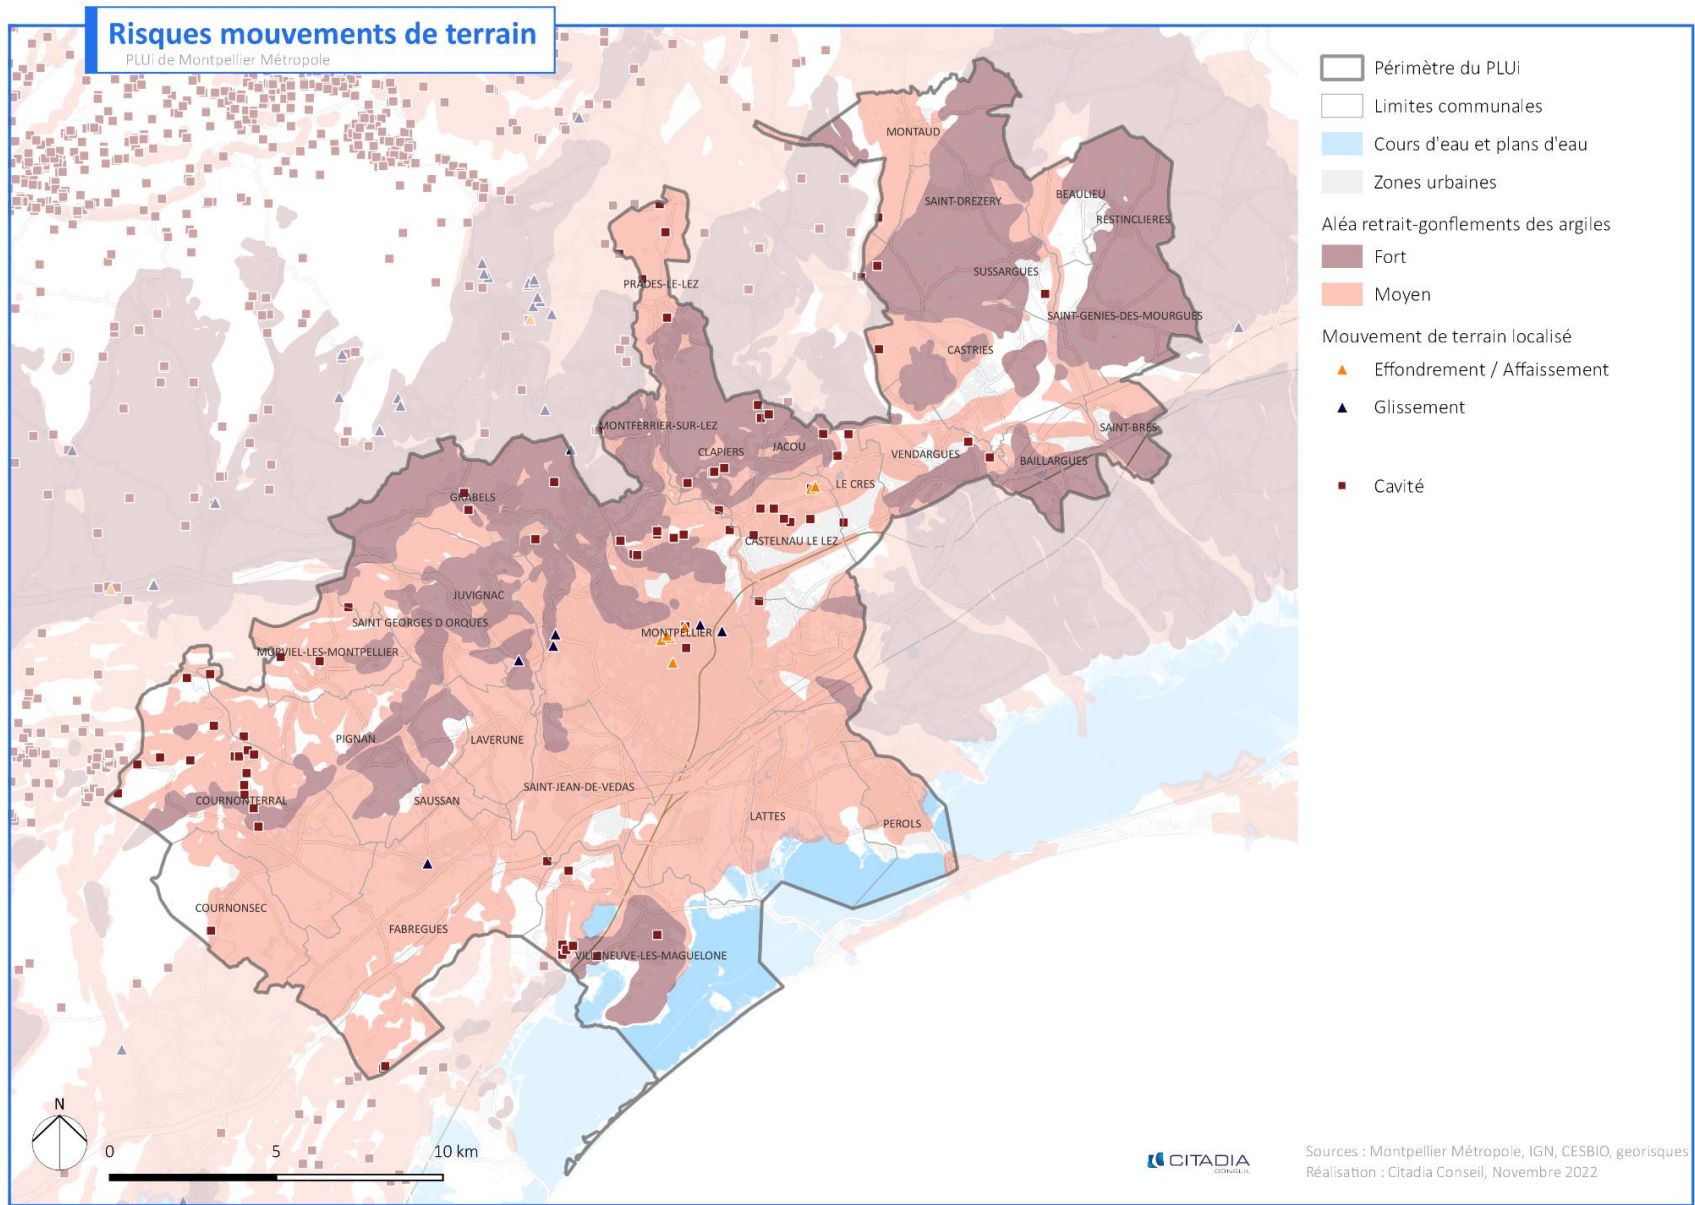 Risques mouvements de terrain
PLUi de Montpellier Métropole
Périmètre du PLUi
Limites communales
Cours d'eau et plans d'eau
Zones urbaines
Aléa retrait-gonflements des argiles
Fort
Moyen
Mouvement de terrain localisé
Effondrement / Affaissement
Glissement
Cavité
MONTAUD
SAINT-DREZERY
BEAULIEU
RESTINCLIERES
SUSSARGUES
PRADES-LE-LEZ
SAINT-GENIES-DES-MOURGUES
CASTRIES
MONTFERRIER-SUR-LEZ
SAINT-BRES
JACOU
CLAPIERS
VENDARGUES
BAILLARGUES
LE CRES
GRABELS
CASTELNAU LE LEZ
JUVIGNAC
SAINT GEORGES D ORQUES
MONTPELLIER
MURVIEL-LES-MONTPELLIER
PIGNAN
LAVERUNE
SAINT-JEAN-DE-VEDAS
COURNONTERRAL
SAUSSAN
LATTES
PEROLS
COURNONSEC
FABREGUES
VILLENEUVE-LES-MAGUELONE
N
0 5 10 km
CITADIA
CONSEIL
Sources : Montpellier Métropole, IGN, CESBIO, georisques
Réalisation : Citadia Conseil, Novembre 2022